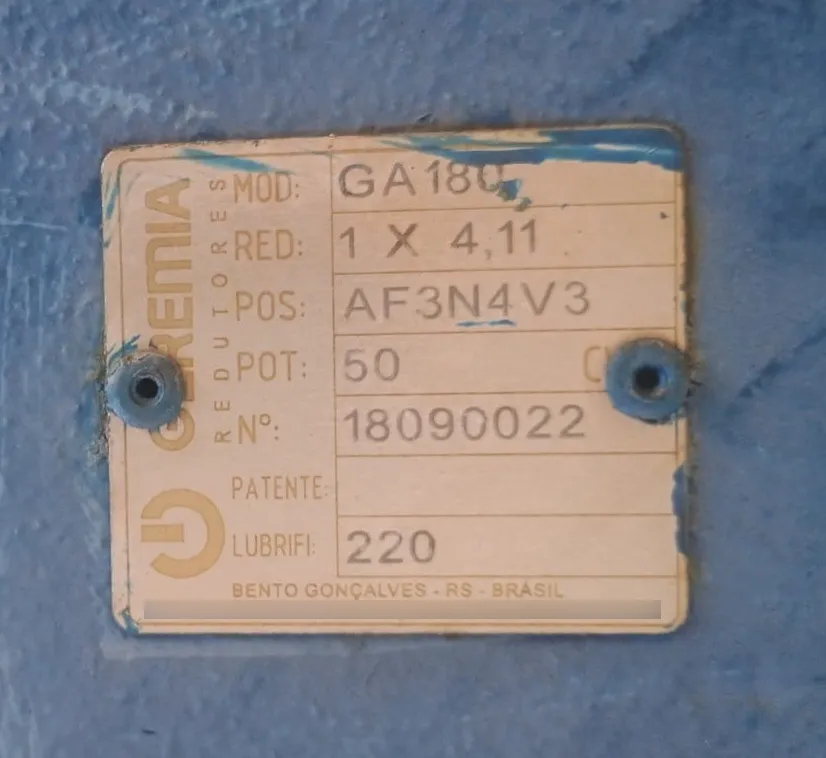 GEREMIA
REDUTORES
MOD: GA180
RED: 1 X 4,11
POS: AF3N4V3
POT: 50
Nº: 18090022
PATENTE:
LUBRIFI: 220
BENTO GONÇALVES - RS - BRASIL